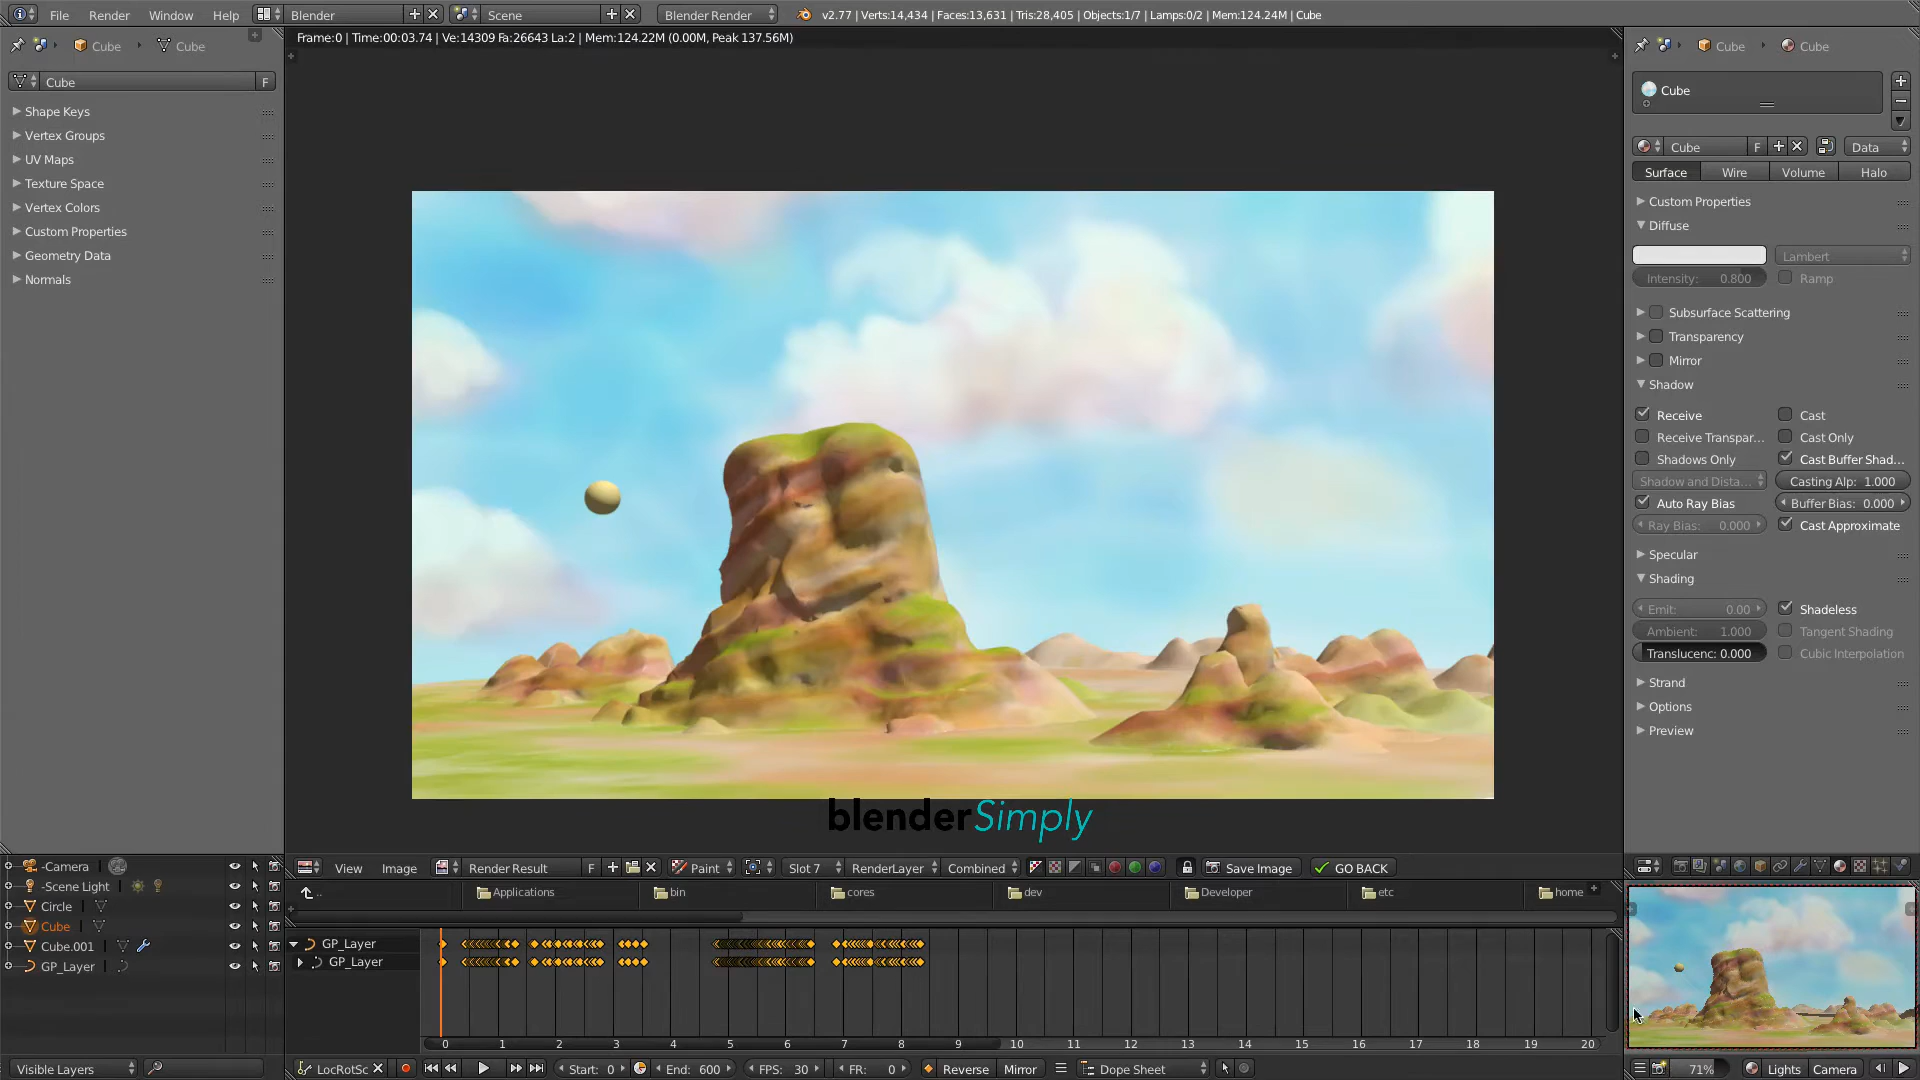 File Render Window Help Blender Scene Blender Render v2.77 | Verts:14,434 | Faces:13,631 | Tris:28,405 | Objects:1/7 | Lamps:0/2 | Mem:124.24M | Cube
Cube Cube
Frame:0 | Time:00:03.74 | Ve:14309 Fa:26643 La:2 | Mem:124.22M (0.00M, Peak 137.56M)
Cube Cube
Cube F
Shape Keys
Vertex Groups
UV Maps
Texture Space
Vertex Colors
Custom Properties
Geometry Data
Normals
Cube
Cube F Data
Surface Wire Volume Halo
Custom Properties
Diffuse
Lambert
Intensity: 0.800 Ramp
Subsurface Scattering
Transparency
Mirror
Shadow
Receive Cast
Receive Transpar... Cast Only
Shadows Only Cast Buffer Shad...
Shadow and Dista... Casting Alp: 1.000
Auto Ray Bias Buffer Bias: 0.000
Ray Bias: 0.000 Cast Approximate
Specular
Shading
Emit: 0.00 Shadeless
Ambient: 1.000 Tangent Shading
Translucenc: 0.000 Cubic Interpolation
Strand
Options
Preview
blenderSimply
-Camera
-Scene Light
Circle
Cube
Cube.001
GP_Layer
Visible Layers
View Image Render Result F Paint Slot 7 RenderLayer Combined Save Image GO BACK
.. Applications bin cores dev Developer etc home
GP_Layer
GP_Layer
0 1 2 3 4 5 6 7 8 9 10 11 12 13 14 15 16 17 18 19 20
LocRotSc Start: 0 End: 600 FPS: 30 FR: 0 Reverse Mirror Dope Sheet
71% Lights Camera